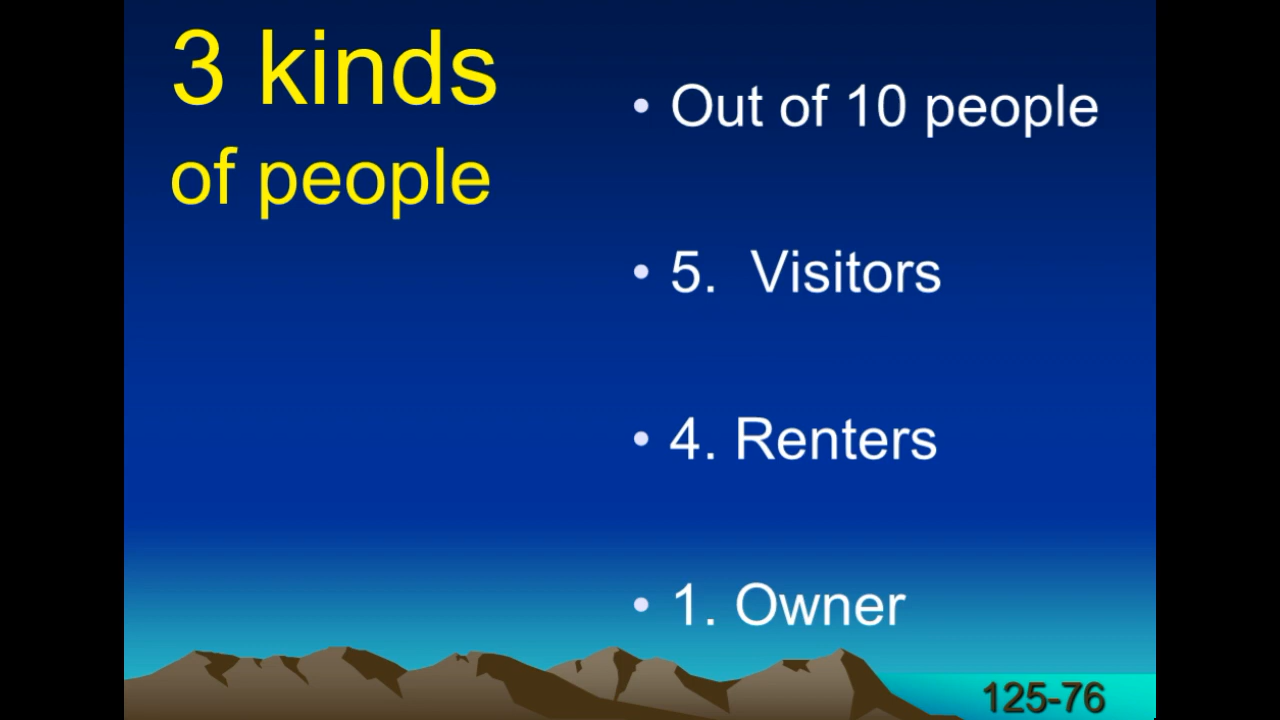 3 kinds
of people
• Out of 10 people
• 5.  Visitors
• 4. Renters
• 1. Owner
125-76